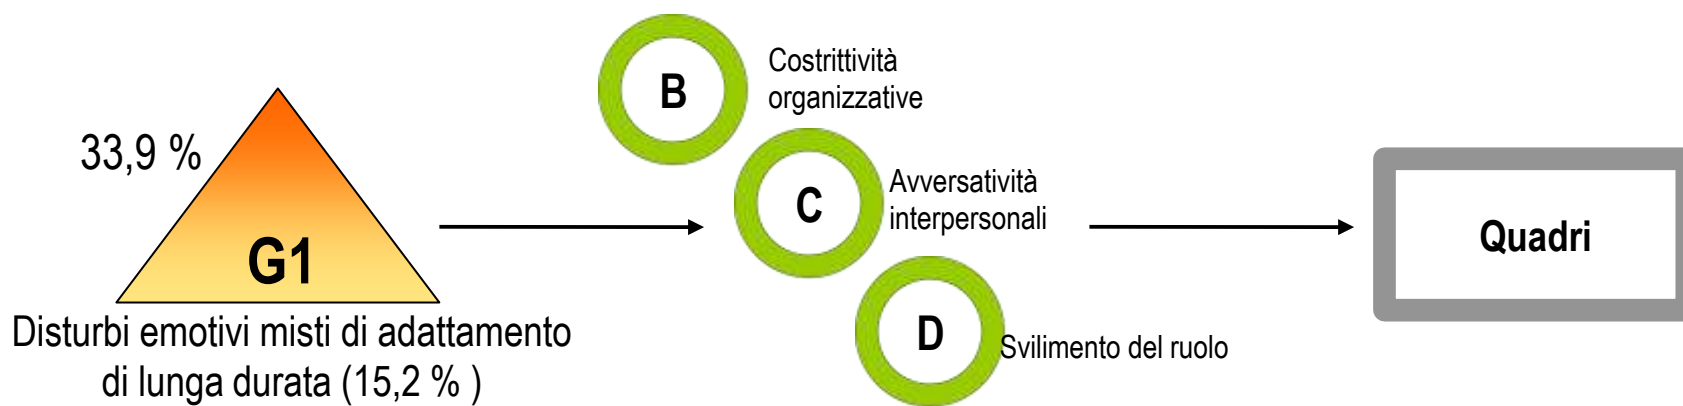 33,9 %
G1
Disturbi emotivi misti di adattamento
di lunga durata (15,2 % )
B
Costrittività
organizzative
C
Avversatività
interpersonali
D
Svilimento del ruolo
Quadri